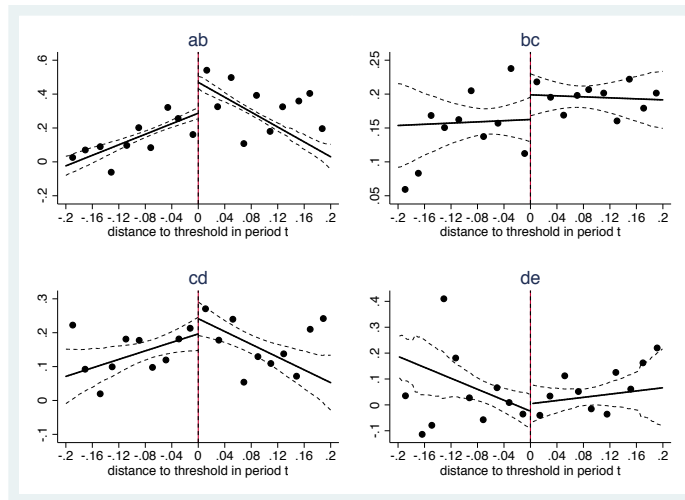 ab
.6
.4
.2
0
-.2
-.2 -.16 -.12 -.08 -.04 0 .04 .08 .12 .16 .2
distance to threshold in period t
bc
.25
.2
.15
.1
.05
-.2 -.16 -.12 -.08 -.04 0 .04 .08 .12 .16 .2
distance to threshold in period t
cd
.3
.2
.1
0
-.1
-.2 -.16 -.12 -.08 -.04 0 .04 .08 .12 .16 .2
distance to threshold in period t
de
.4
.3
.2
.1
0
-.1
-.2 -.16 -.12 -.08 -.04 0 .04 .08 .12 .16 .2
distance to threshold in period t